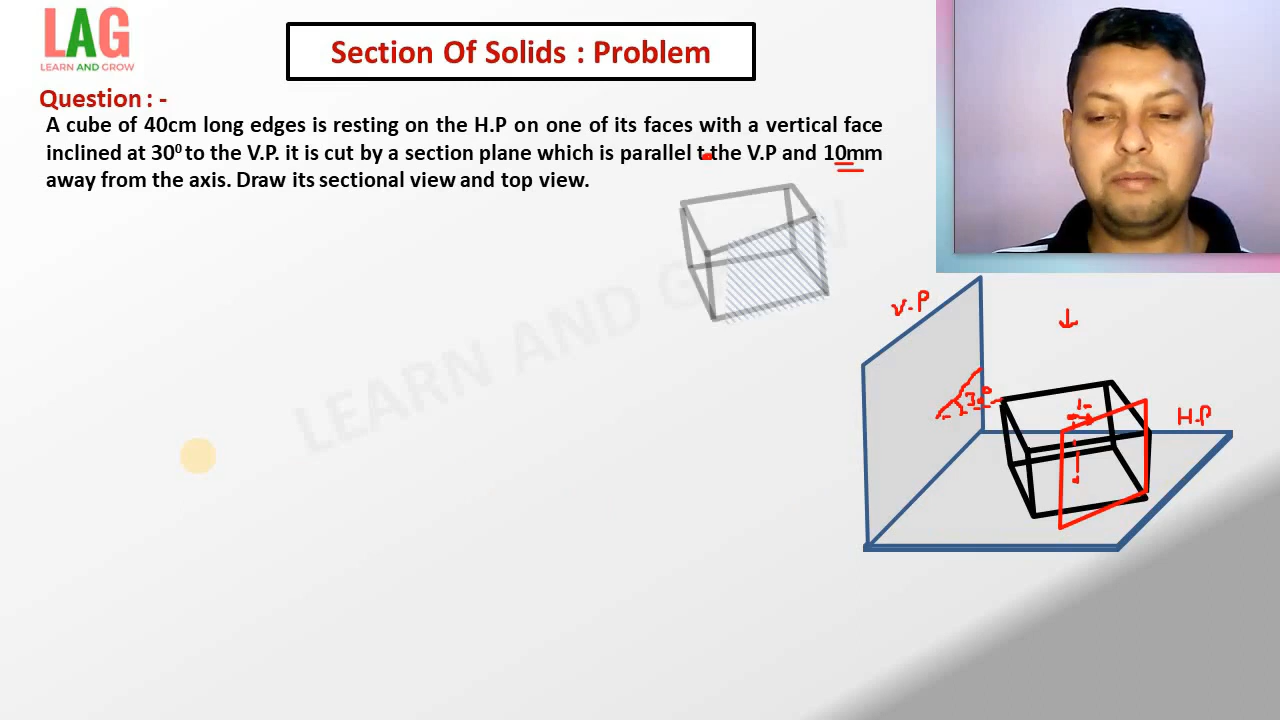 LAG
LEARN AND GROW
Section Of Solids : Problem
Question : -
A cube of 40cm long edges is resting on the H.P on one of its faces with a vertical face
inclined at 30⁰ to the V.P. it is cut by a section plane which is parallel t the V.P and 10mm
away from the axis. Draw its sectional view and top view.
LEARN AND GROW
V.P
30°
H.P